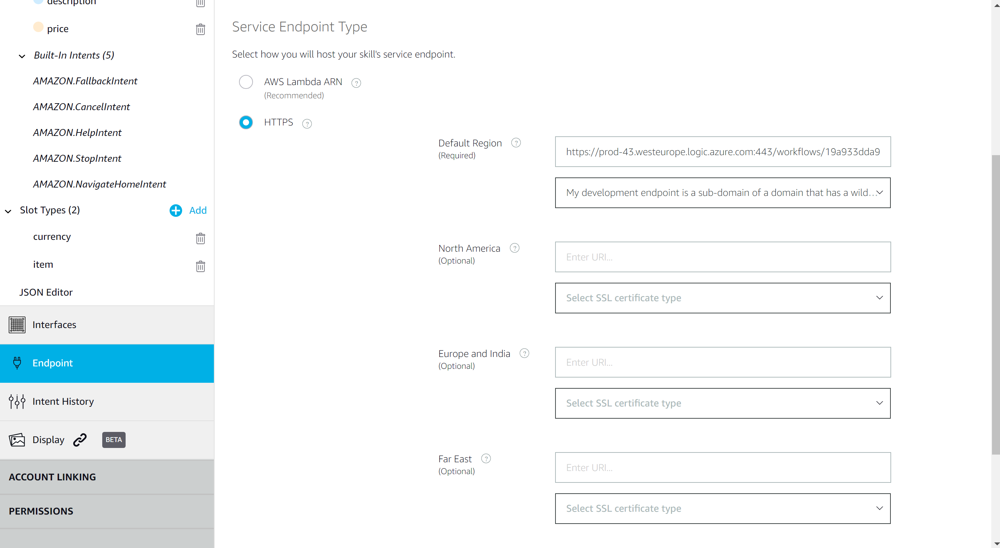 description
price
Built-In Intents (5)
AMAZON.FallbackIntent
AMAZON.CancelIntent
AMAZON.HelpIntent
AMAZON.StopIntent
AMAZON.NavigateHomeIntent
Slot Types (2)
Add
currency
item
JSON Editor
Interfaces
Endpoint
Intent History
Display
BETA
ACCOUNT LINKING
PERMISSIONS
Service Endpoint Type
Select how you will host your skill's service endpoint.
AWS Lambda ARN ?
(Recommended)
HTTPS ?
Default Region ?
(Required)
https://prod-43.westeurope.logic.azure.com:443/workflows/19a933dda9
My development endpoint is a sub-domain of a domain that has a wild...
North America ?
(Optional)
Enter URI...
Select SSL certificate type
Europe and India ?
(Optional)
Enter URI...
Select SSL certificate type
Far East ?
(Optional)
Enter URI...
Select SSL certificate type